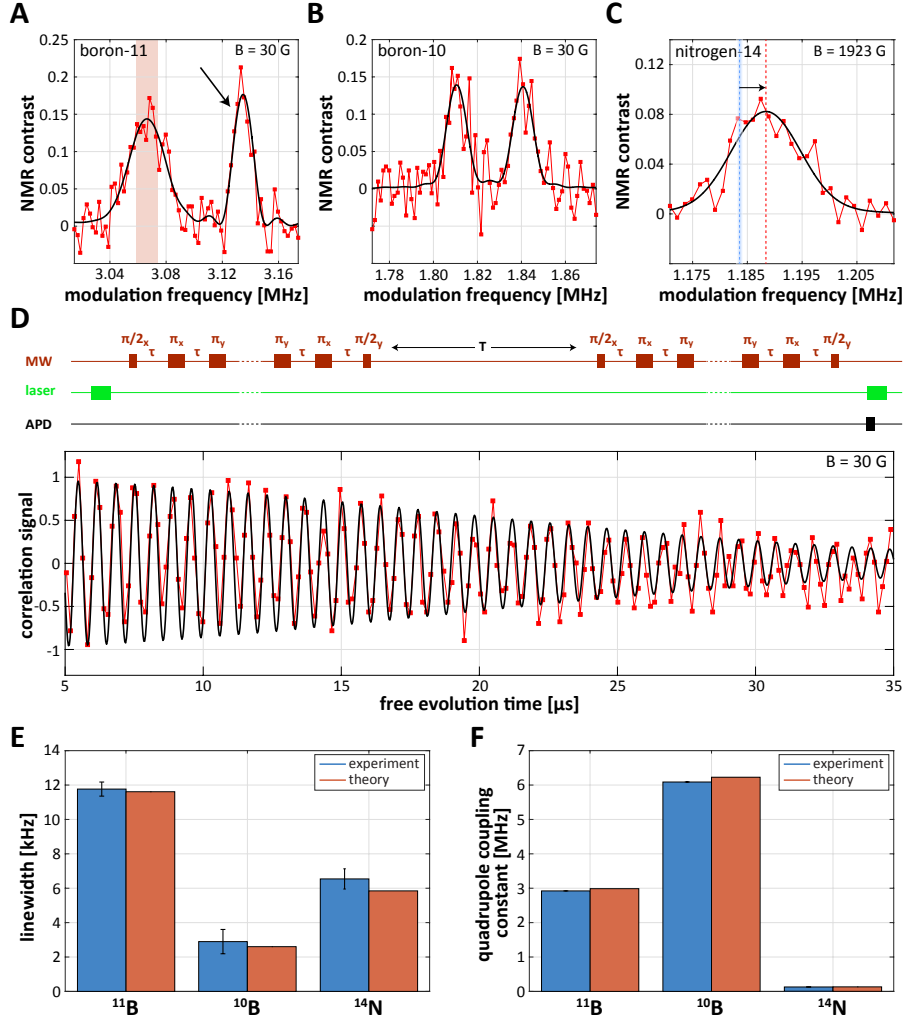 A
boron-11
B = 30 G
NMR contrast
0.25
0.2
0.15
0.1
0.05
0
3.04
3.08
3.12
3.16
modulation frequency [MHz]
B
boron-10
B = 30 G
NMR contrast
0.2
0.15
0.1
0.05
0
1.78
1.80
1.82
1.84
1.86
modulation frequency [MHz]
C
nitrogen-14
B = 1923 G
NMR contrast
0.12
0.08
0.04
0
1.175
1.185
1.195
1.205
modulation frequency [MHz]
D
π/2x πx πy πy πx π/2y T π/2x πx πy πy πx π/2y
τ τ τ τ τ τ τ τ
MW
laser
APD
B = 30 G
correlation signal
1
0.5
0
-0.5
-1
5 10 15 20 25 30 35
free evolution time [μs]
E
experiment
theory
linewidth [kHz]
14
12
10
8
6
4
2
0
¹¹B ¹⁰B ¹⁴N
F
experiment
theory
quadrupole coupling
constant [MHz]
7
6
5
4
3
2
1
0
¹¹B ¹⁰B ¹⁴N